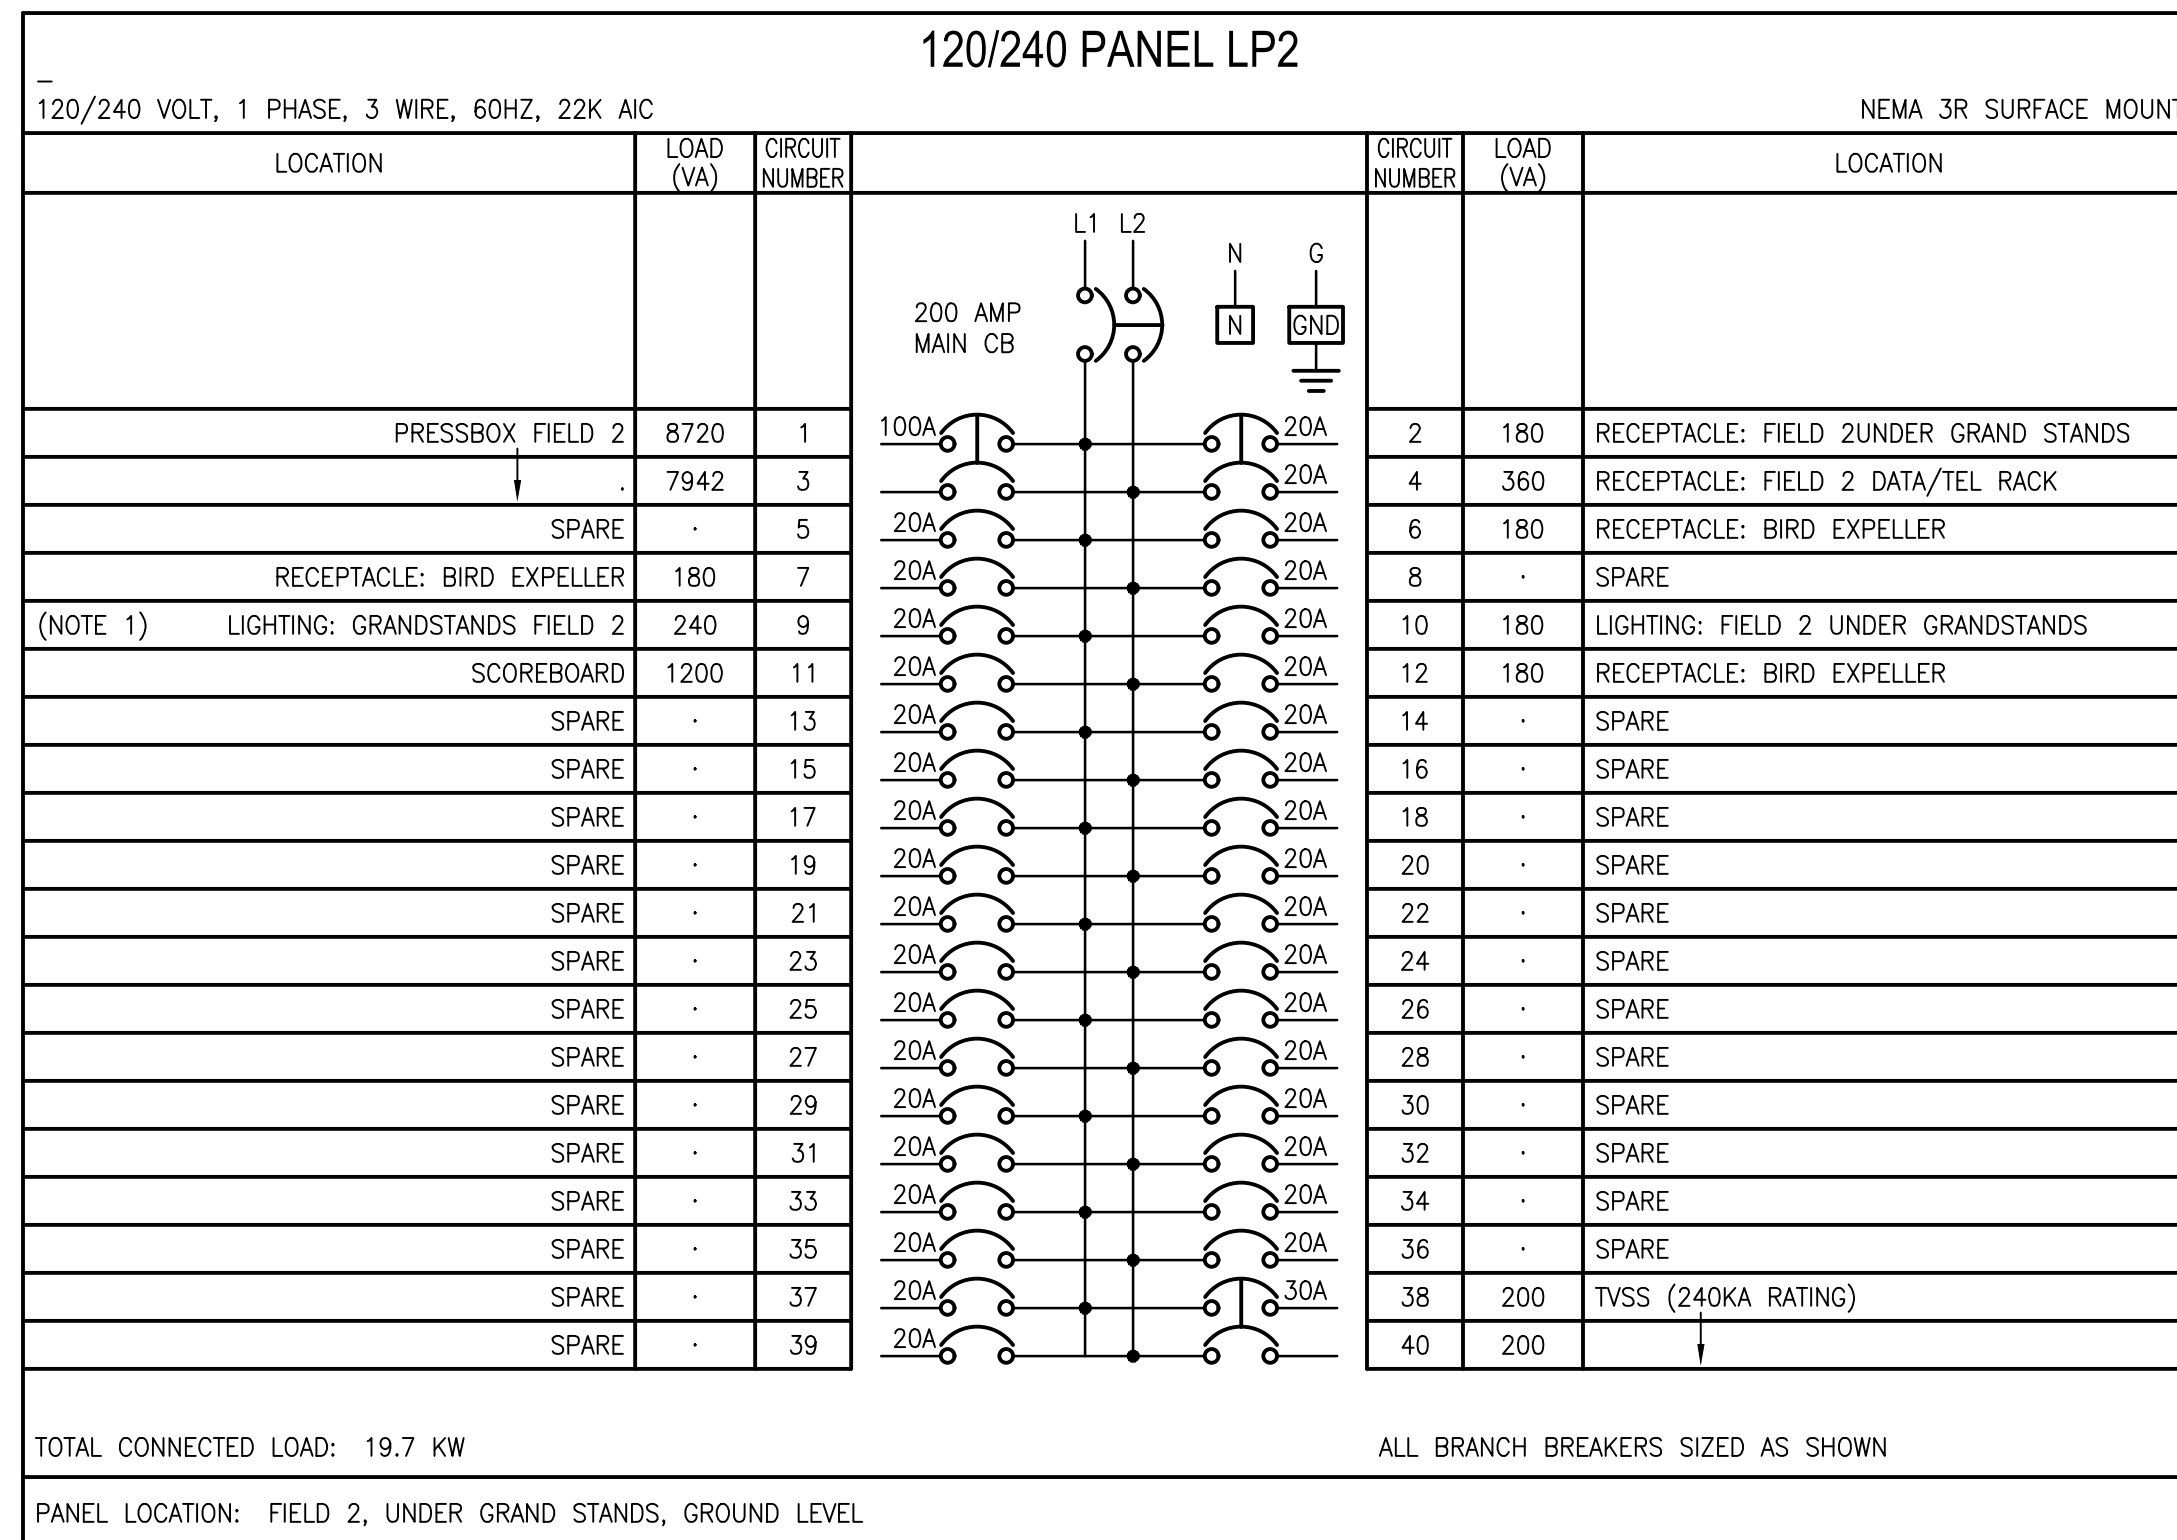 120/240 PANEL LP2
120/240 VOLT, 1 PHASE, 3 WIRE, 60HZ, 22K AIC NEMA 3R SURFACE MOUNT
LOCATION LOAD (VA) CIRCUIT NUMBER CIRCUIT NUMBER LOAD (VA) LOCATION
L1 L2
N G
200 AMP
MAIN CB
N GND
PRESSBOX FIELD 2 8720 1 100A 20A 2 180 RECEPTACLE: FIELD 2UNDER GRAND STANDS
. 7942 3 20A 4 360 RECEPTACLE: FIELD 2 DATA/TEL RACK
SPARE · 5 20A 20A 6 180 RECEPTACLE: BIRD EXPELLER
RECEPTACLE: BIRD EXPELLER 180 7 20A 20A 8 · SPARE
(NOTE 1) LIGHTING: GRANDSTANDS FIELD 2 240 9 20A 20A 10 180 LIGHTING: FIELD 2 UNDER GRANDSTANDS
SCOREBOARD 1200 11 20A 20A 12 180 RECEPTACLE: BIRD EXPELLER
SPARE · 13 20A 20A 14 · SPARE
SPARE · 15 20A 20A 16 · SPARE
SPARE · 17 20A 20A 18 · SPARE
SPARE · 19 20A 20A 20 · SPARE
SPARE · 21 20A 20A 22 · SPARE
SPARE · 23 20A 20A 24 · SPARE
SPARE · 25 20A 20A 26 · SPARE
SPARE · 27 20A 20A 28 · SPARE
SPARE · 29 20A 20A 30 · SPARE
SPARE · 31 20A 20A 32 · SPARE
SPARE · 33 20A 20A 34 · SPARE
SPARE · 35 20A 20A 36 · SPARE
SPARE · 37 20A 30A 38 200 TVSS (240KA RATING)
SPARE · 39 20A 40 200
TOTAL CONNECTED LOAD: 19.7 KW ALL BRANCH BREAKERS SIZED AS SHOWN
PANEL LOCATION: FIELD 2, UNDER GRAND STANDS, GROUND LEVEL